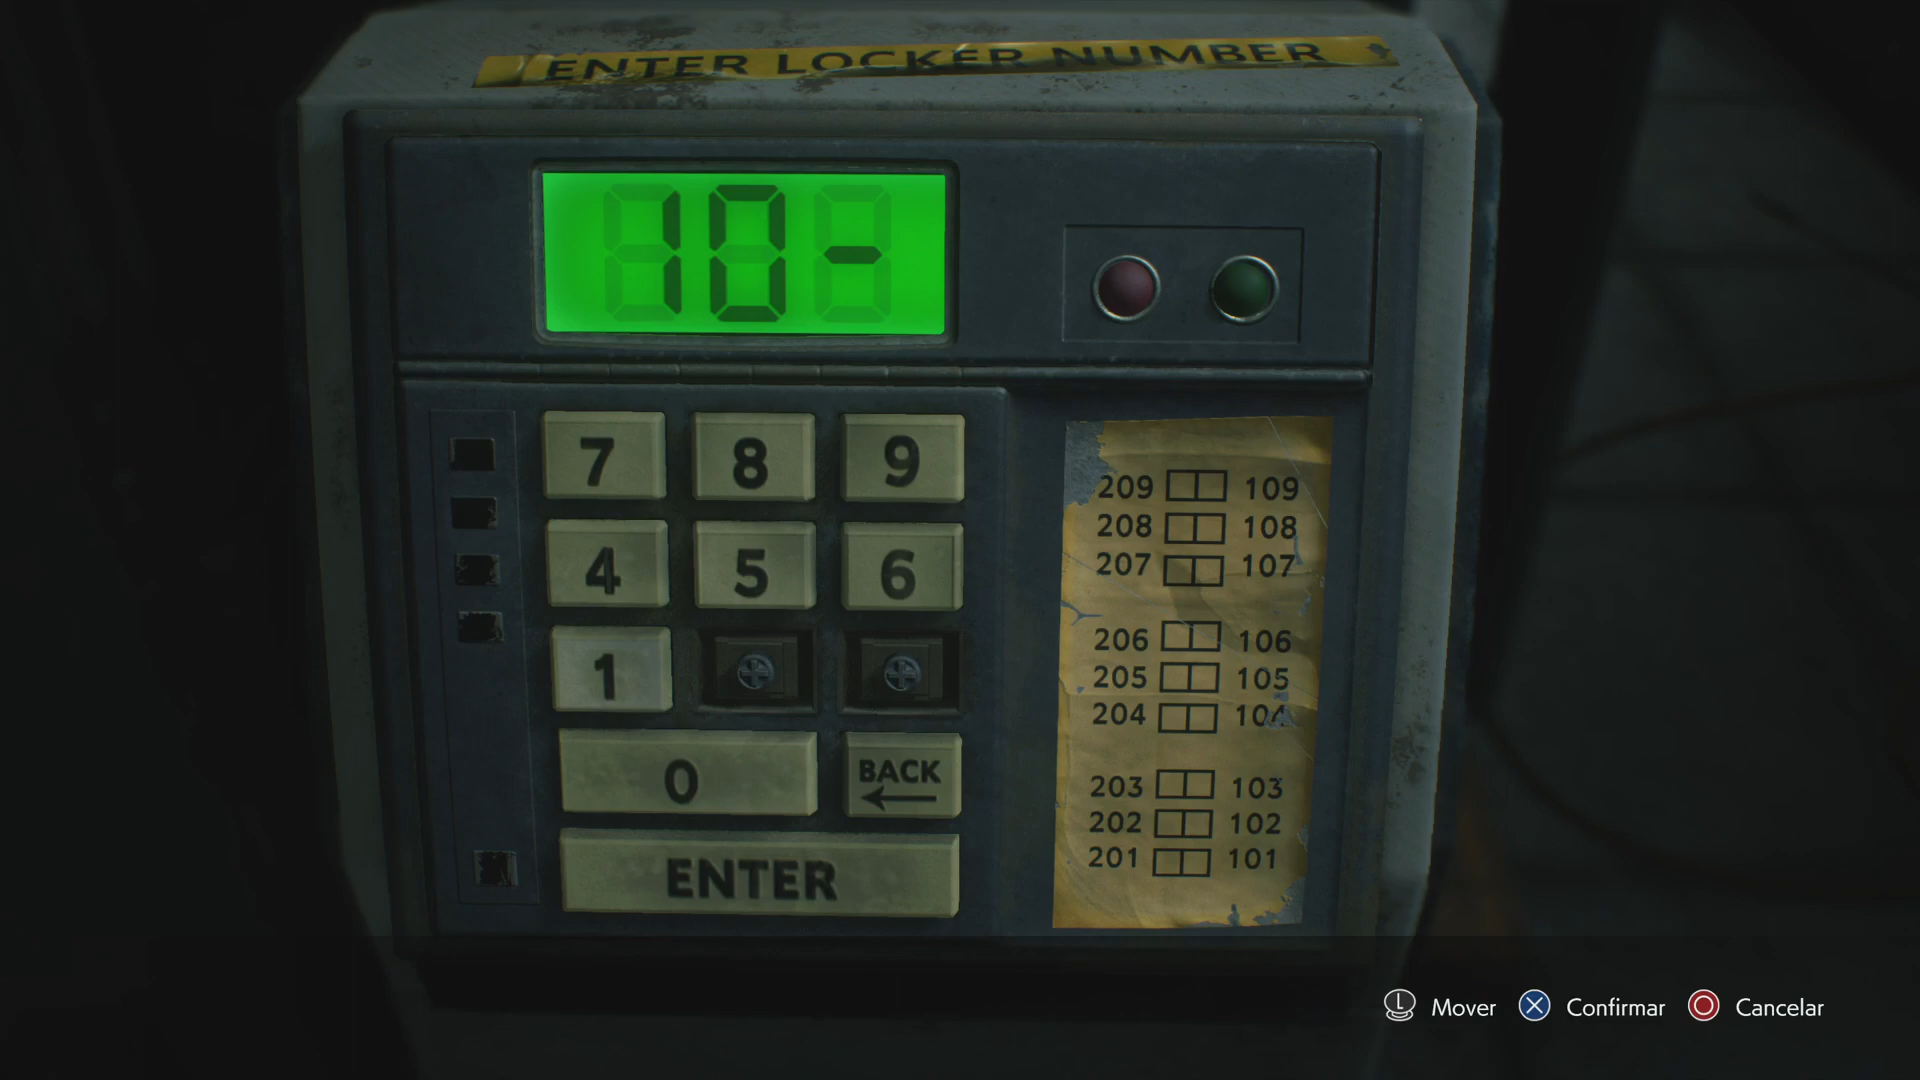 ENTER LOCKER NUMBER
10-
7 8 9
4 5 6
1
0 BACK
ENTER
209 109
208 108
207 107
206 106
205 105
204 104
203 103
202 102
201 101
L Mover Confirmar Cancelar